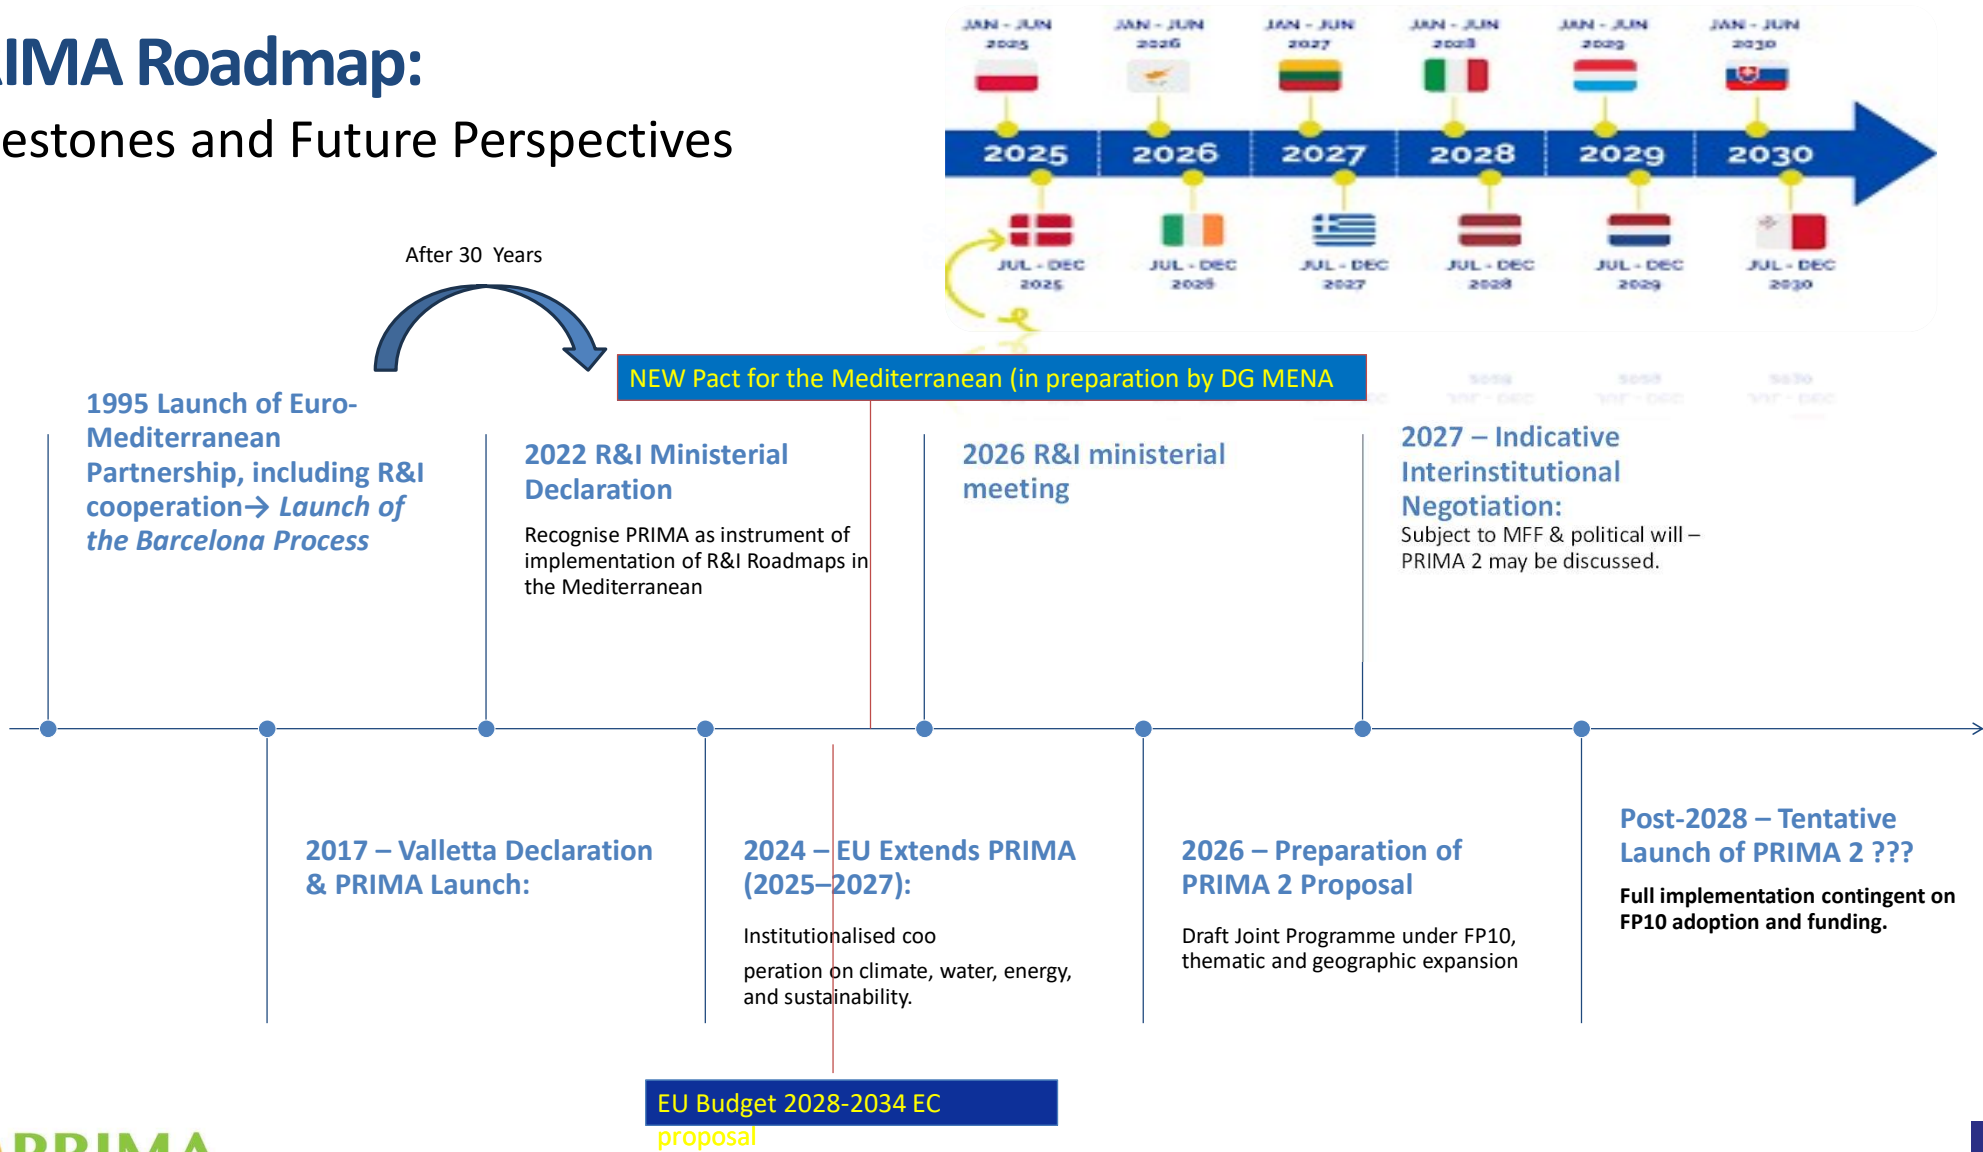 IMA Roadmap:
estones and Future Perspectives
JAN - JUN
2025
JAN - JUN
2026
JAN - JUN
2027
JAN - JUN
2028
JAN - JUN
2029
JAN - JUN
2030
2025 2026 2027 2028 2029 2030
JUL - DEC
2025
JUL - DEC
2026
JUL - DEC
2027
JUL - DEC
2028
JUL - DEC
2029
JUL - DEC
2030
After 30 Years
NEW Pact for the Mediterranean (in preparation by DG MENA
1995 Launch of Euro-
Mediterranean
Partnership, including R&I
cooperation→ Launch of
the Barcelona Process
2022 R&I Ministerial
Declaration
Recognise PRIMA as instrument of
implementation of R&I Roadmaps in
the Mediterranean
2026 R&I ministerial
meeting
2027 – Indicative
Interinstitutional
Negotiation:
Subject to MFF & political will –
PRIMA 2 may be discussed.
2017 – Valletta Declaration
& PRIMA Launch:
2024 – EU Extends PRIMA
(2025–2027):
Institutionalised coo
peration on climate, water, energy,
and sustainability.
2026 – Preparation of
PRIMA 2 Proposal
Draft Joint Programme under FP10,
thematic and geographic expansion
Post-2028 – Tentative
Launch of PRIMA 2 ???
Full implementation contingent on
FP10 adoption and funding.
EU Budget 2028-2034 EC
proposal
PRIMA